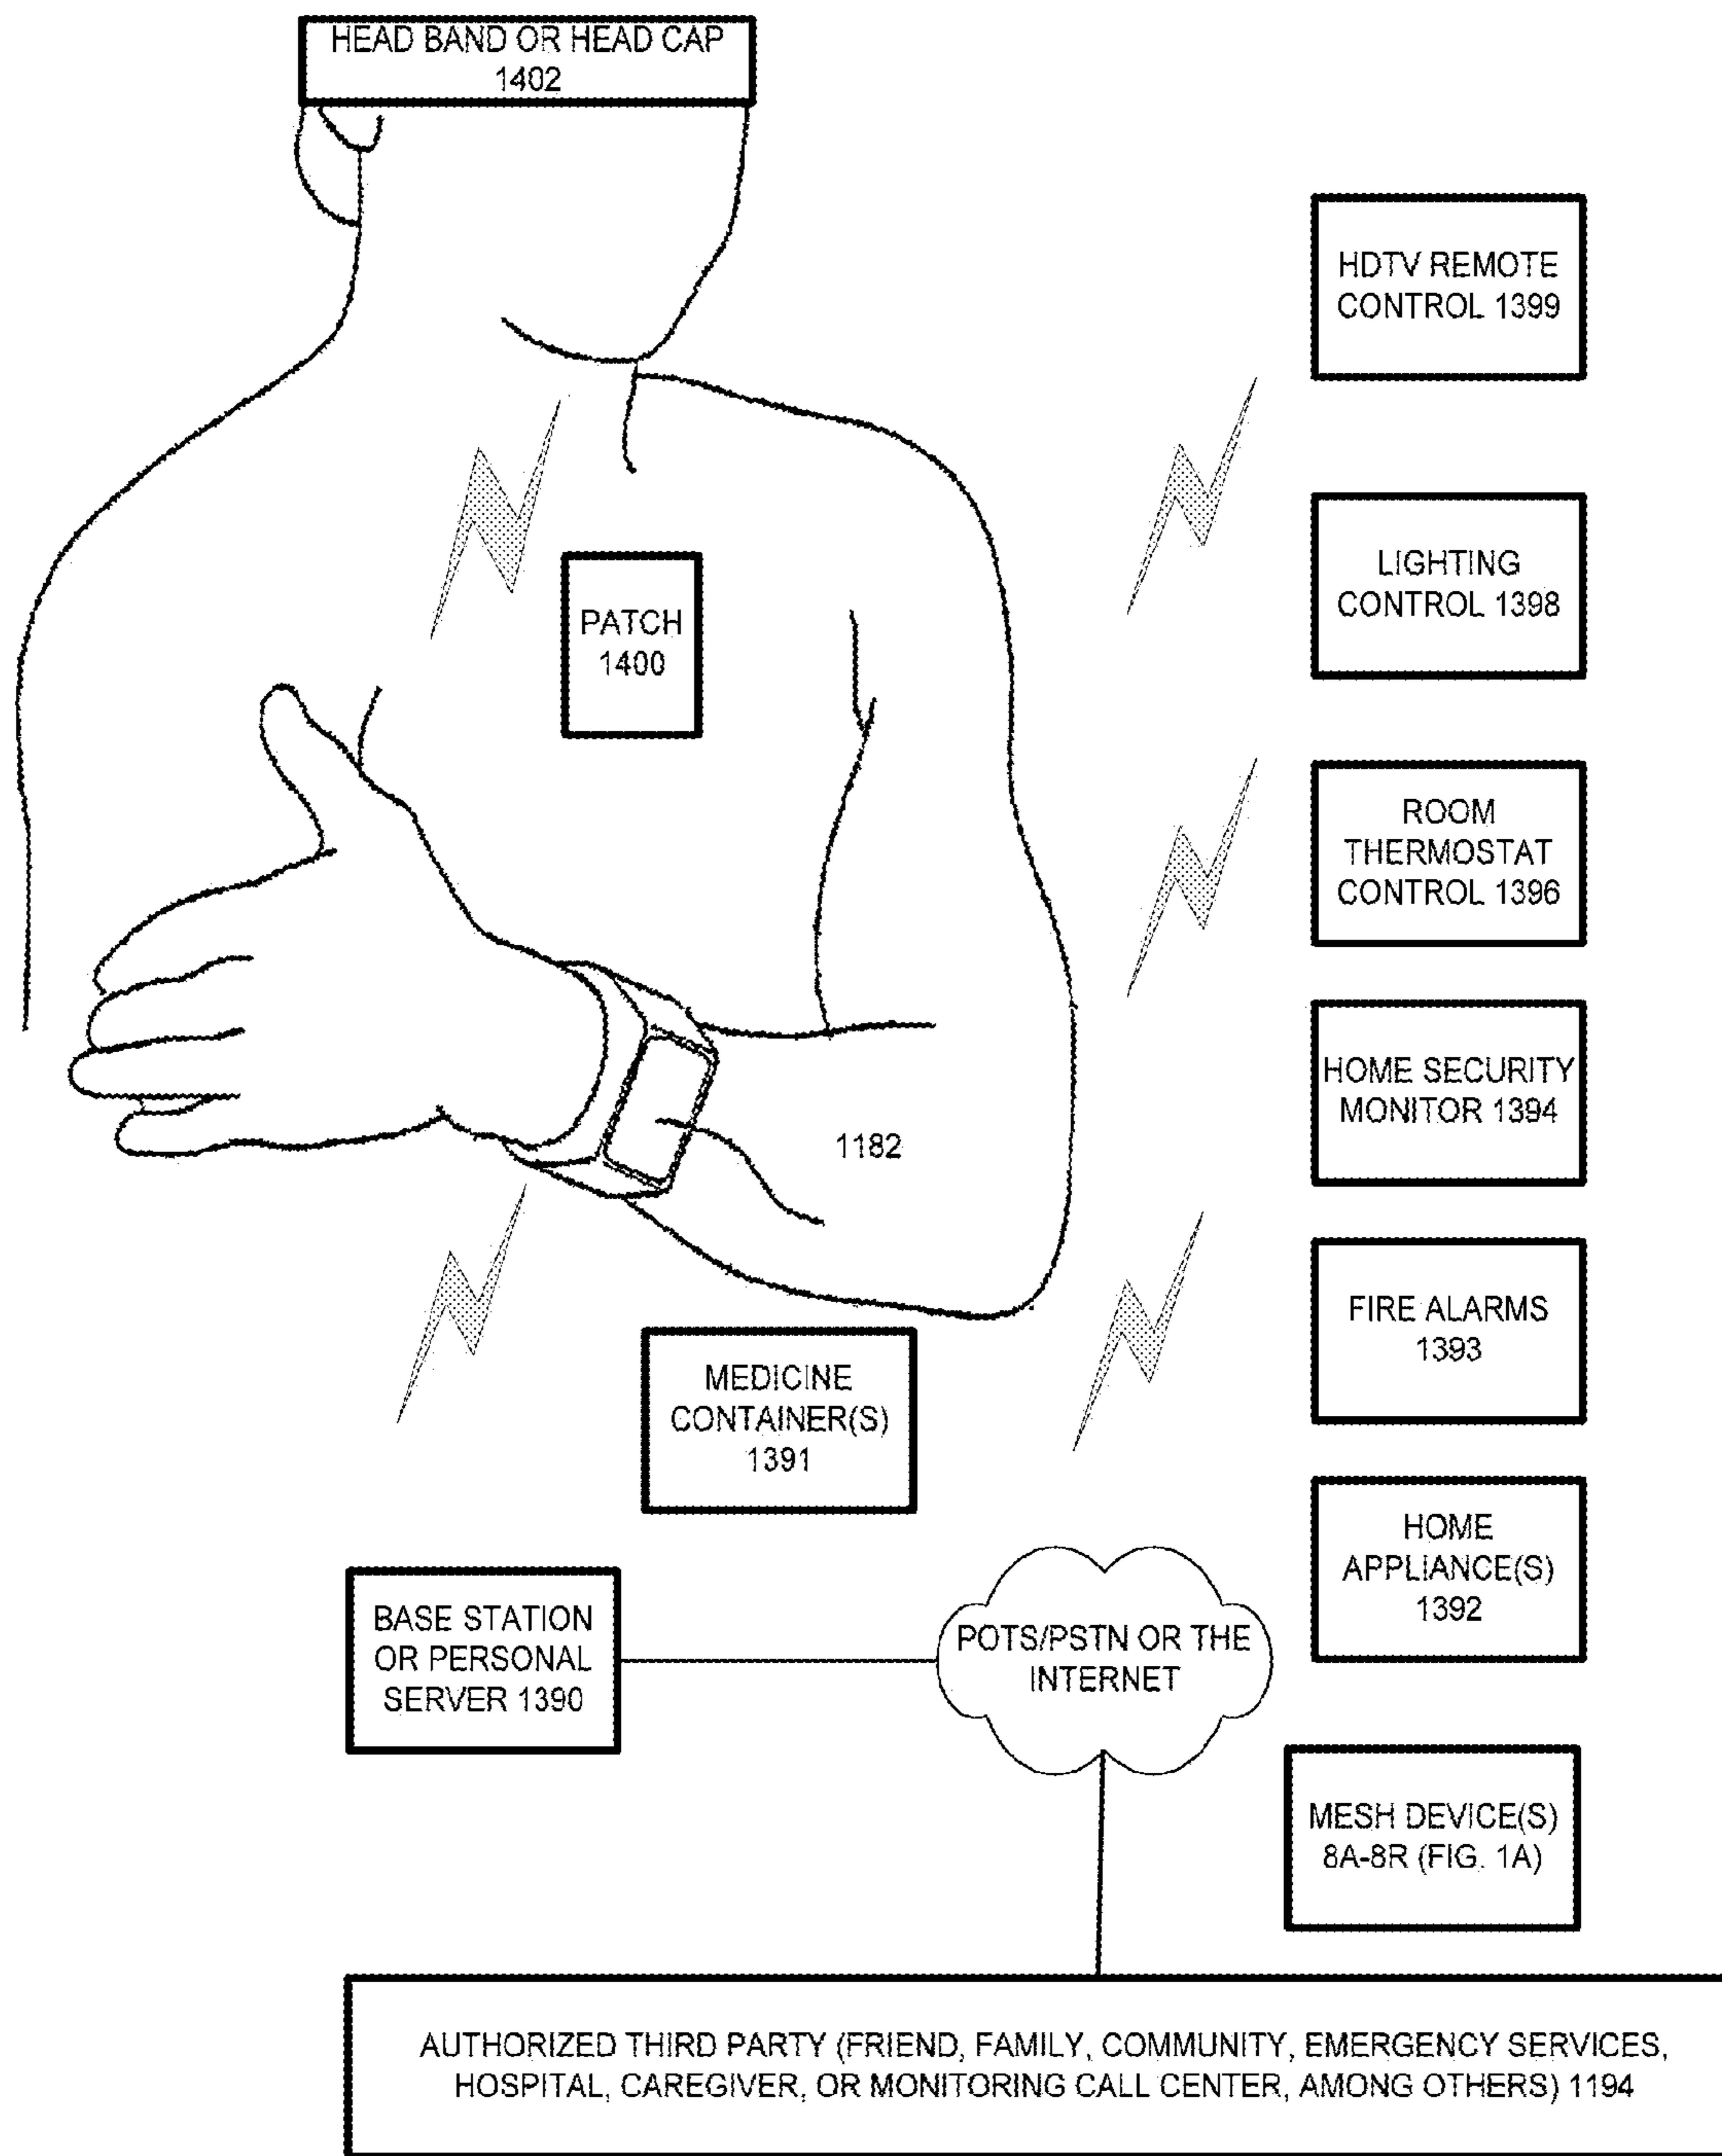 HEAD BAND OR HEAD CAP
1402
HDTV REMOTE
CONTROL 1399
LIGHTING
CONTROL 1398
PATCH
1400
ROOM
THERMOSTAT
CONTROL 1396
HOME SECURITY
MONITOR 1394
1182
FIRE ALARMS
1393
MEDICINE
CONTAINER(S)
1391
HOME
APPLIANCE(S)
1392
BASE STATION
OR PERSONAL
SERVER 1390
POTS/PSTN OR THE
INTERNET
MESH DEVICE(S)
8A-8R (FIG. 1A)
AUTHORIZED THIRD PARTY (FRIEND, FAMILY, COMMUNITY, EMERGENCY SERVICES,
HOSPITAL, CAREGIVER, OR MONITORING CALL CENTER, AMONG OTHERS) 1194